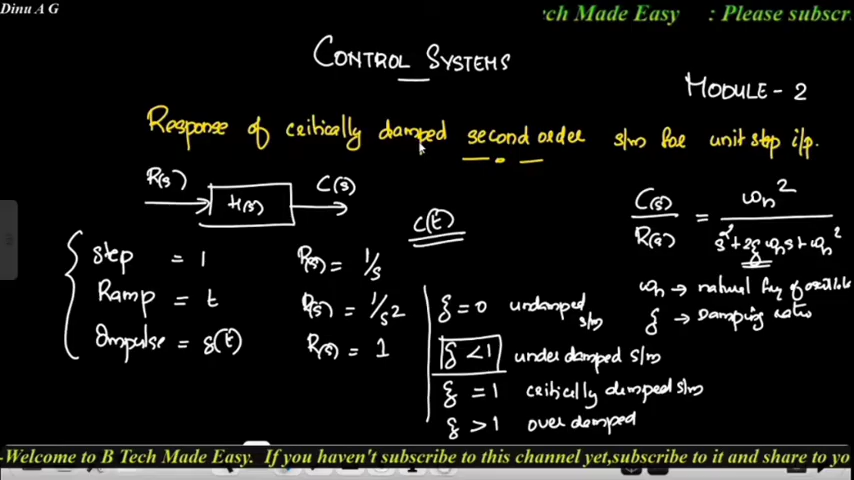 Dinu A G
ch Made Easy : Please subscr
CONTROL SYSTEMS
MODULE - 2
Response of critically damped second order s/m for unit step i/p.
R(s) H(s) C(s)
C(t)
C(s)/R(s) = ωn²/s²+2ξωns+ωn²
Step = 1 R(s) = 1/s
Ramp = t R(s) = 1/s2
Impulse = δ(t) R(s) = 1
ωn → natural frq of oscillatn
ξ → Damping ratio
ξ = 0 undamped s/m
ξ < 1 under damped s/m
ξ = 1 critically damped s/m
ξ > 1 over damped
-Welcome to B Tech Made Easy. If you haven't subscribe to this channel yet,subscribe to it and share to yo